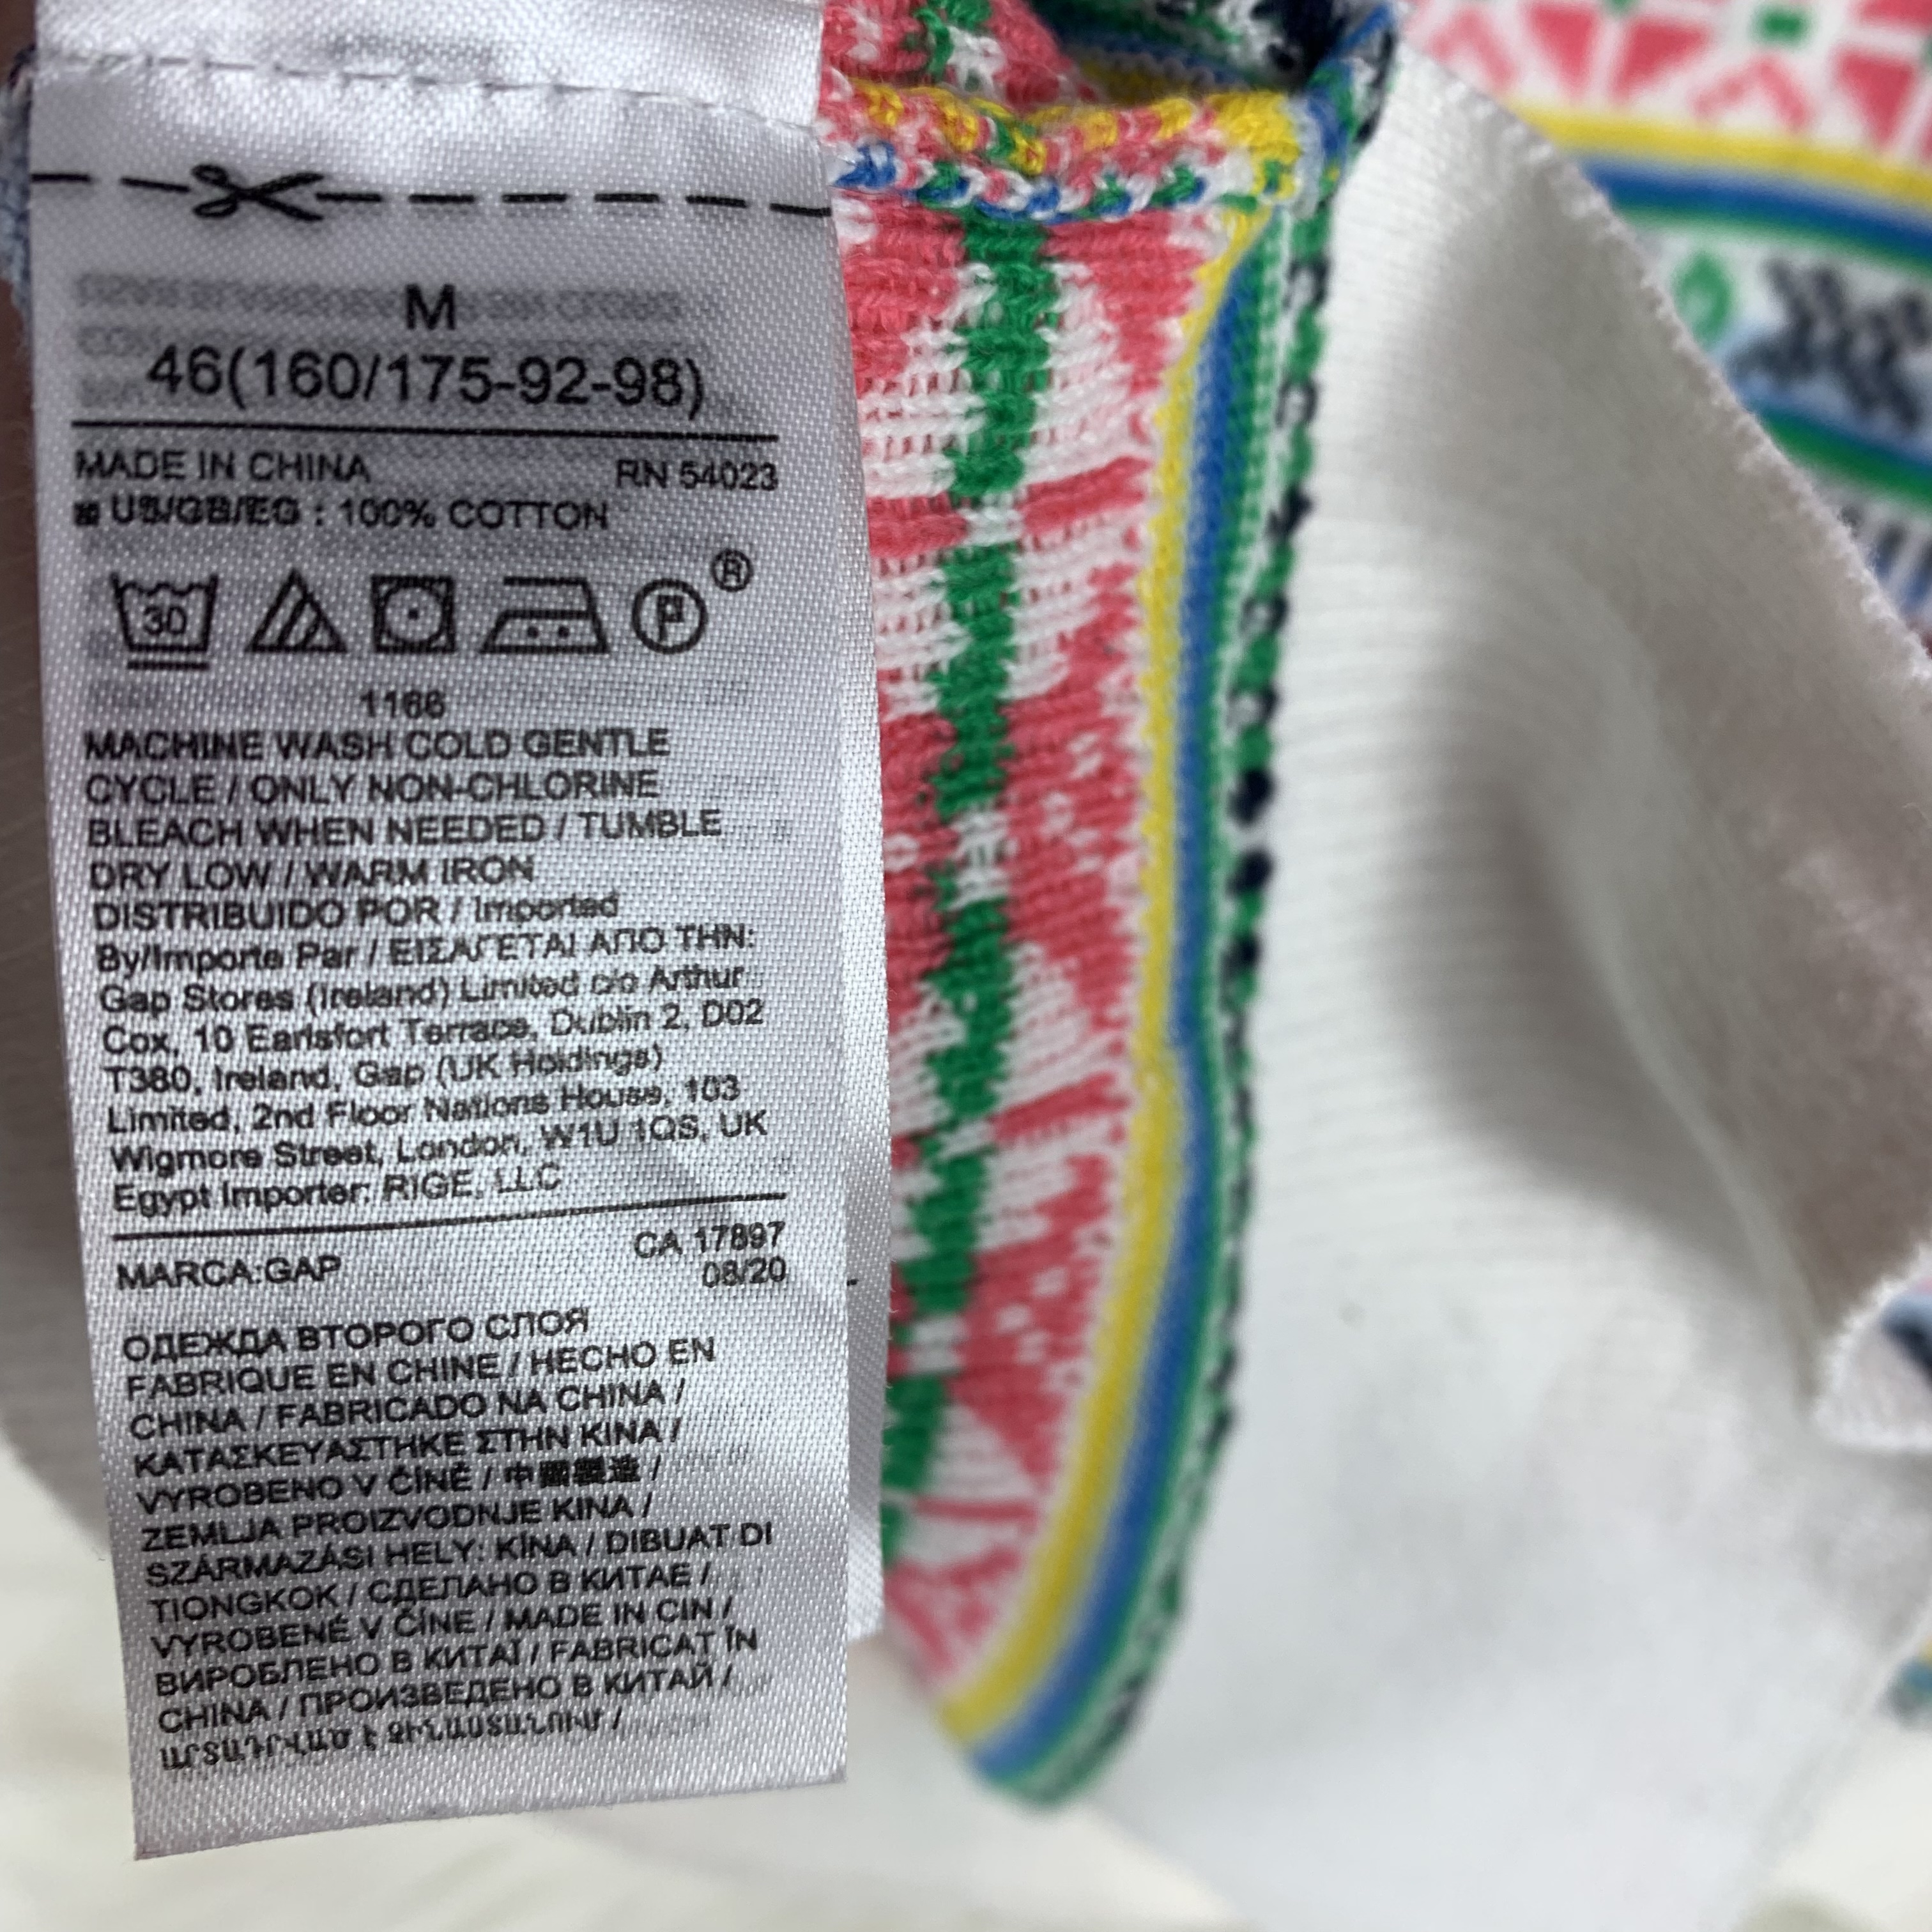 M
46(160/175-92-98)
MADE IN CHINA RN 54023
US/GB/EG : 100% COTTON
30 P ®
1166
MACHINE WASH COLD GENTLE
CYCLE / ONLY NON-CHLORINE
BLEACH WHEN NEEDED / TUMBLE
DRY LOW / WARM IRON
DISTRIBUIDO POR / Imported
By/Importe Par / ΕΙΣΑΓΕΤΑΙ ΑΠΟ ΤΗΝ:
Gap Stores (Ireland) Limited c/o Arthur
Cox, 10 Earlsfort Terrace, Dublin 2, D02
T380, Ireland, Gap (UK Holdings)
Limited, 2nd Floor Nations House, 103
Wigmore Street, London, W1U 1QS, UK
Egypt Importer: RIGE, LLC
CA 17897
MARCA:GAP 08/20
ОДЕЖДА ВТОРОГО СЛОЯ
FABRIQUE EN CHINE / HECHO EN
CHINA / FABRICADO NA CHINA /
ΚΑΤΑΣΚΕΥΑΣΤΗΚΕ ΣΤΗΝ ΚΙΝΑ /
VYROBENO V ČÍNĚ / 中國製造 /
ZEMLJA PROIZVODNJE KINA /
SZÁRMAZÁSI HELY: KÍNA / DIBUAT DI
TIONGKOK / СДЕЛАНО В КИТАЕ /
VYROBENÉ V ČÍNE / MADE IN CIN /
ВИРОБЛЕНО В КИТАЇ / FABRICAT ÎN
CHINA / ПРОИЗВЕДЕНО В КИТАЙ /
ԱՐՏԱԴՐՎԱԾ Է ՉԻՆԱՍՏԱՆՈՒՄ /